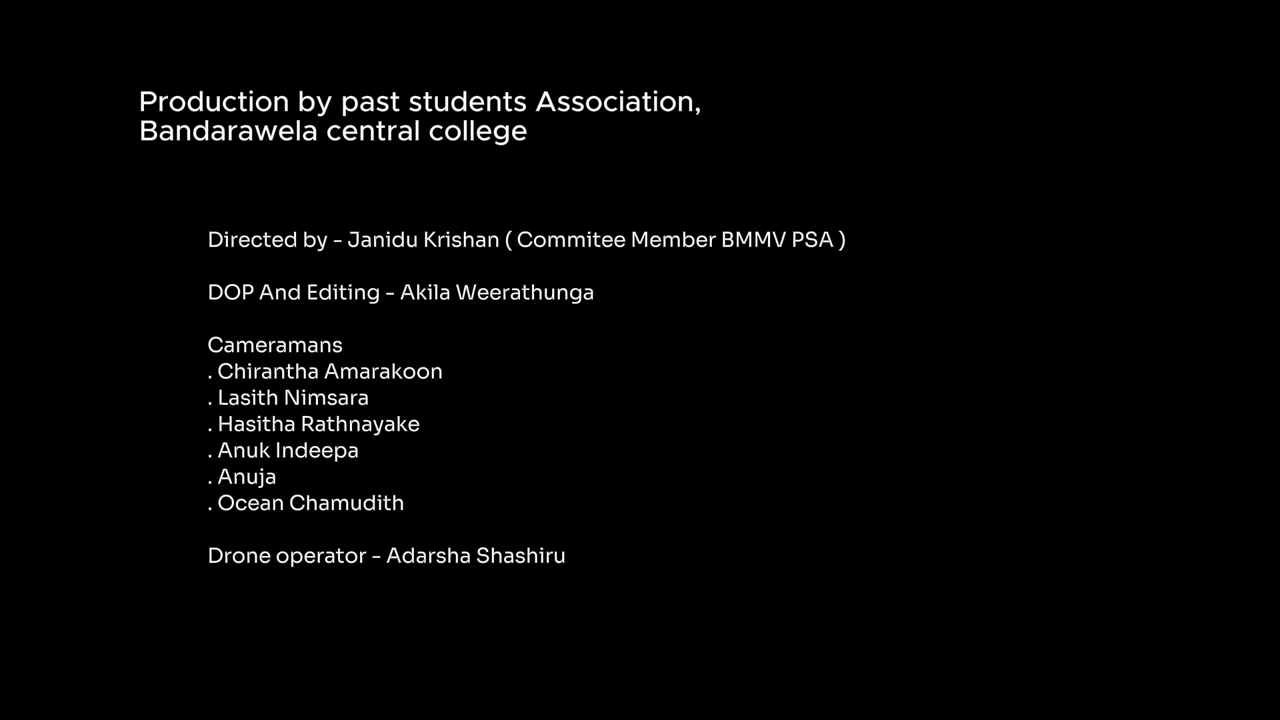 Production by past students Association,
Bandarawela central college
Directed by - Janidu Krishan ( Commitee Member BMMV PSA )
DOP And Editing - Akila Weerathunga
Cameramans
. Chirantha Amarakoon
. Lasith Nimsara
. Hasitha Rathnayake
. Anuk Indeepa
. Anuja
. Ocean Chamudith
Drone operator - Adarsha Shashiru